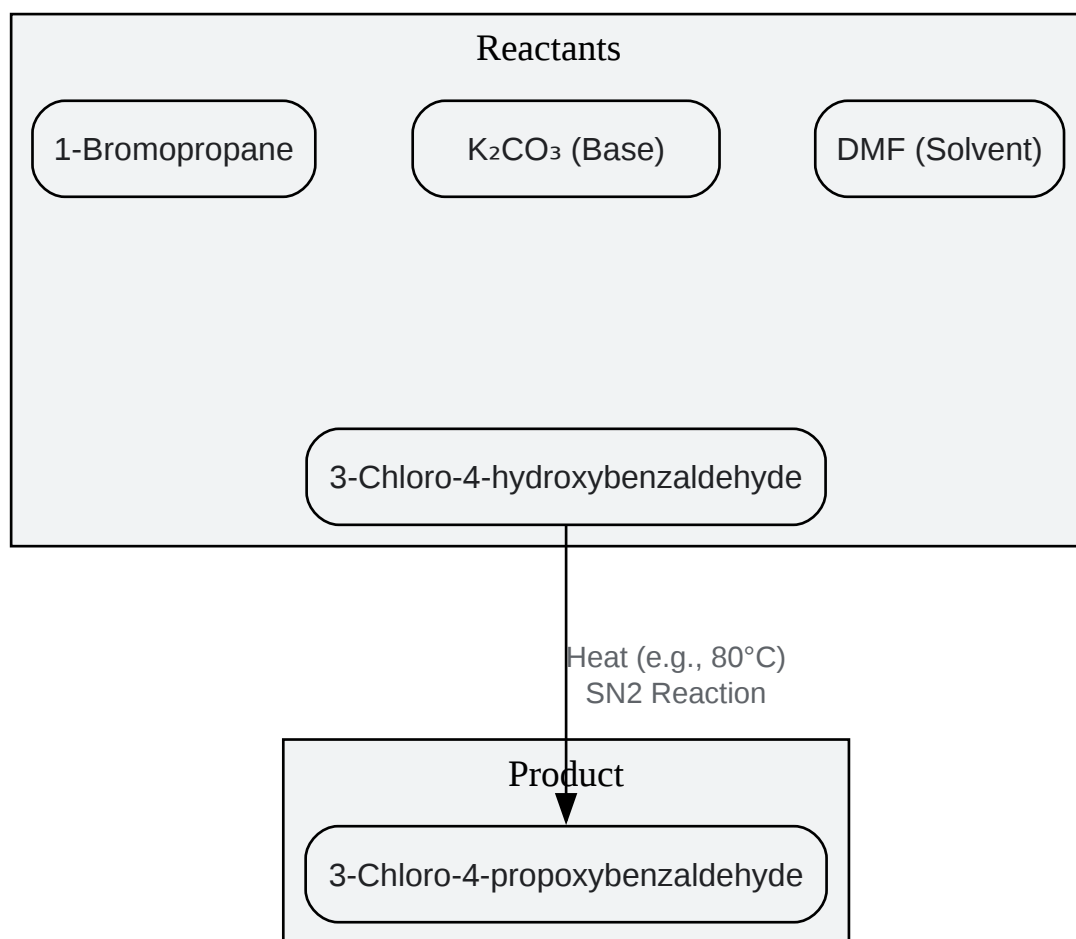 Reactants
1-Bromopropane
K₂CO₃ (Base)
DMF (Solvent)
3-Chloro-4-hydroxybenzaldehyde
Heat (e.g., 80°C)
SN2 Reaction
Product
3-Chloro-4-propoxybenzaldehyde